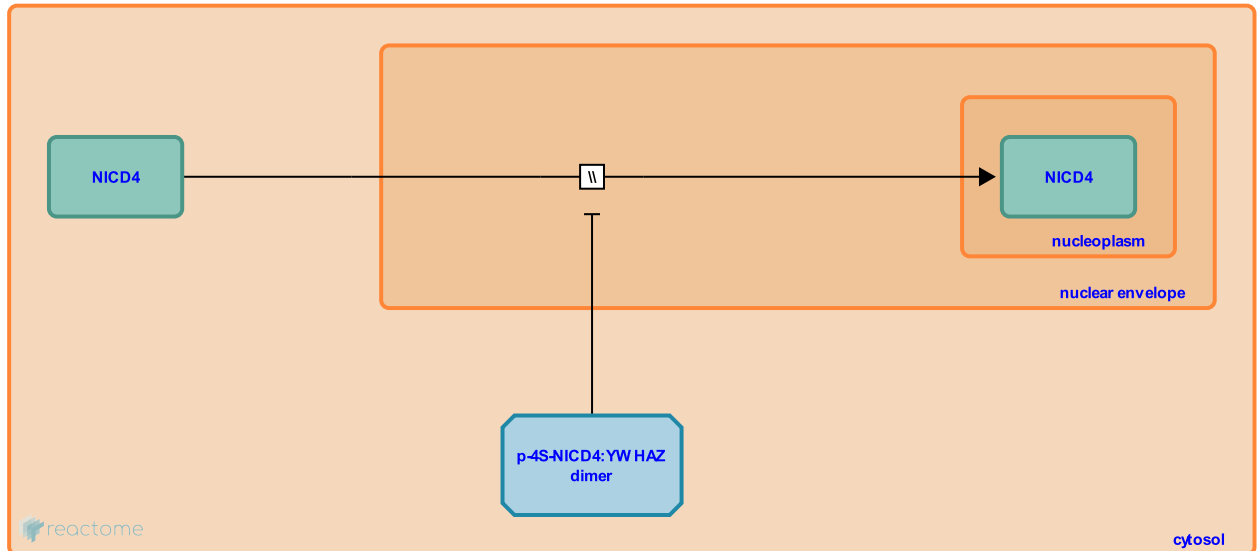 NICD4
\\
NICD4
nucleoplasm
nuclear envelope
p-4S-NICD4:YWHAZ
dimer
reactome
cytosol